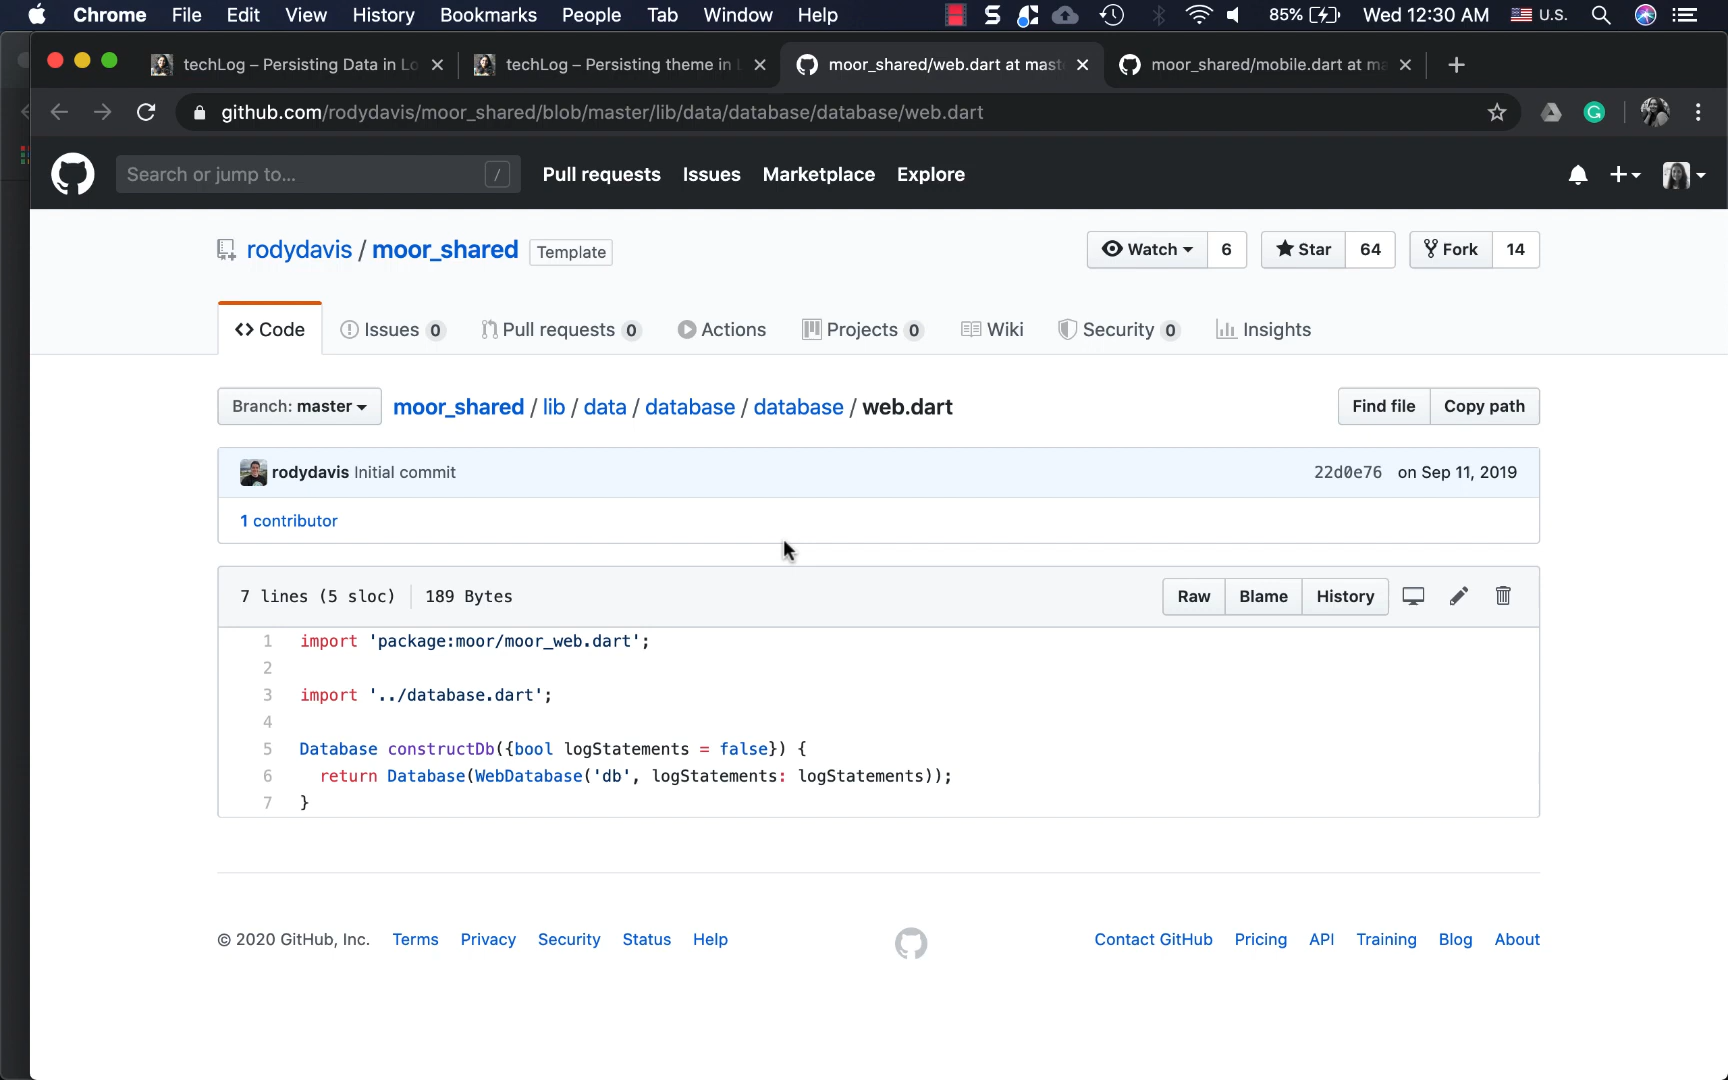 Chrome File Edit View History Bookmarks People Tab Window Help 85% Wed 12:30 AM U.S.
techLog – Persisting Data in Lo techLog – Persisting theme in moor_shared/web.dart at mast moor_shared/mobile.dart at ma
github.com/rodydavis/moor_shared/blob/master/lib/data/database/database/web.dart
Search or jump to... / Pull requests Issues Marketplace Explore
rodydavis / moor_shared Template Watch 6 Star 64 Fork 14
<> Code Issues 0 Pull requests 0 Actions Projects 0 Wiki Security 0 Insights
Branch: master moor_shared / lib / data / database / database / web.dart Find file Copy path
rodydavis Initial commit 22d0e76 on Sep 11, 2019
1 contributor
7 lines (5 sloc) 189 Bytes Raw Blame History
1 import 'package:moor/moor_web.dart';
2
3 import '../database.dart';
4
5 Database constructDb({bool logStatements = false}) {
6 return Database(WebDatabase('db', logStatements: logStatements));
7 }
© 2020 GitHub, Inc. Terms Privacy Security Status Help Contact GitHub Pricing API Training Blog About